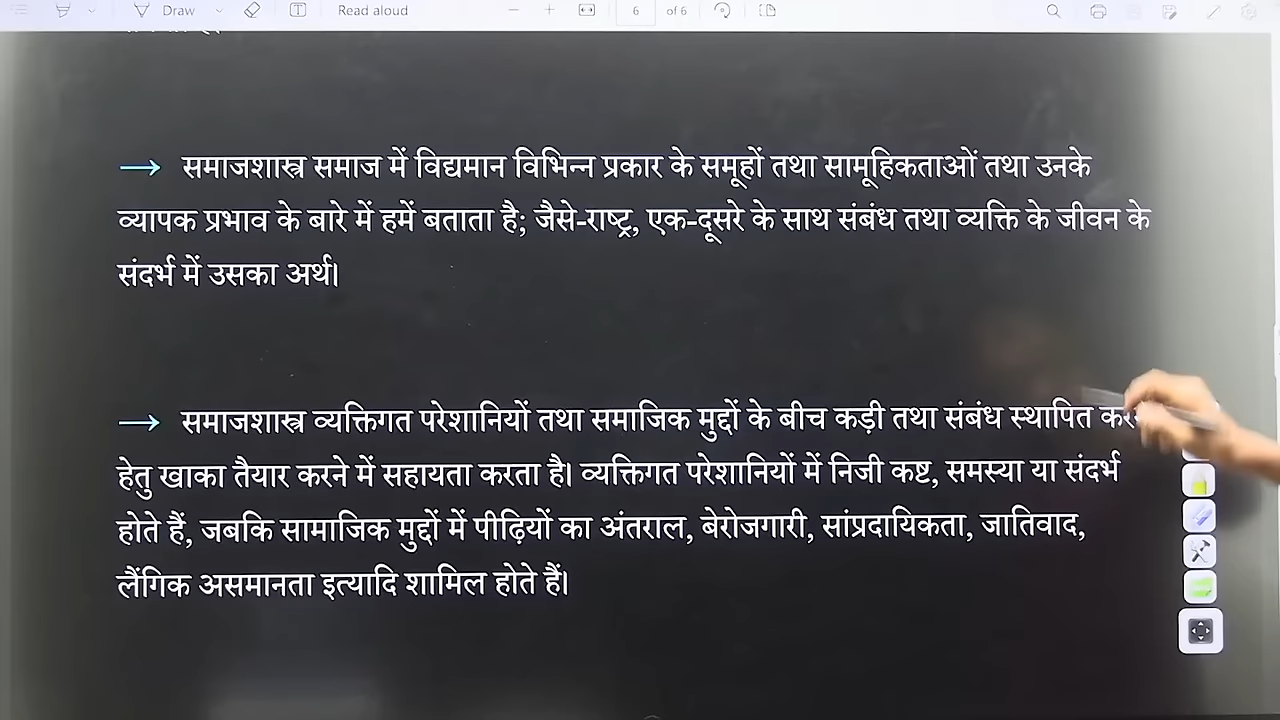 Draw
Read aloud
6
of 6
→ समाजशास्त्र समाज में विद्यमान विभिन्न प्रकार के समूहों तथा सामूहिकताओं तथा उनके
व्यापक प्रभाव के बारे में हमें बताता है; जैसे-राष्ट्र, एक-दूसरे के साथ संबंध तथा व्यक्ति के जीवन के
संदर्भ में उसका अर्थ।
→ समाजशास्त्र व्यक्तिगत परेशानियों तथा समाजिक मुद्दों के बीच कड़ी तथा संबंध स्थापित
हेतु खाका तैयार करने में सहायता करता है। व्यक्तिगत परेशानियों में निजी कष्ट, समस्या या संदर्भ
होते हैं, जबकि सामाजिक मुद्दों में पीढ़ियों का अंतराल, बेरोजगारी, सांप्रदायिकता, जातिवाद,
लैंगिक असमानता इत्यादि शामिल होते हैं।